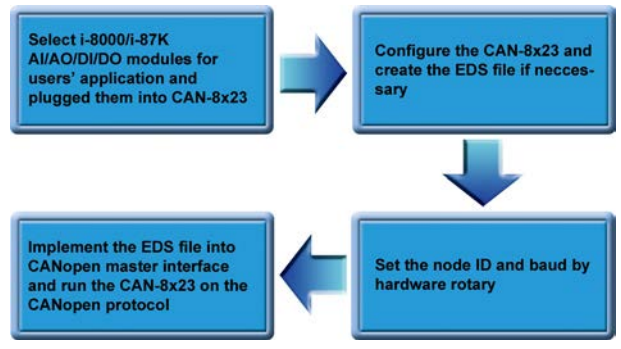 Select i-8000/i-87K
AI/AO/DI/DO modules for
users' application and
plugged them into CAN-8x23
Configure the CAN-8x23 and
create the EDS file if necces-
sary
Set the node ID and baud by
hardware rotary
Implement the EDS file into
CANopen master interface
and run the CAN-8x23 on the
CANopen protocol